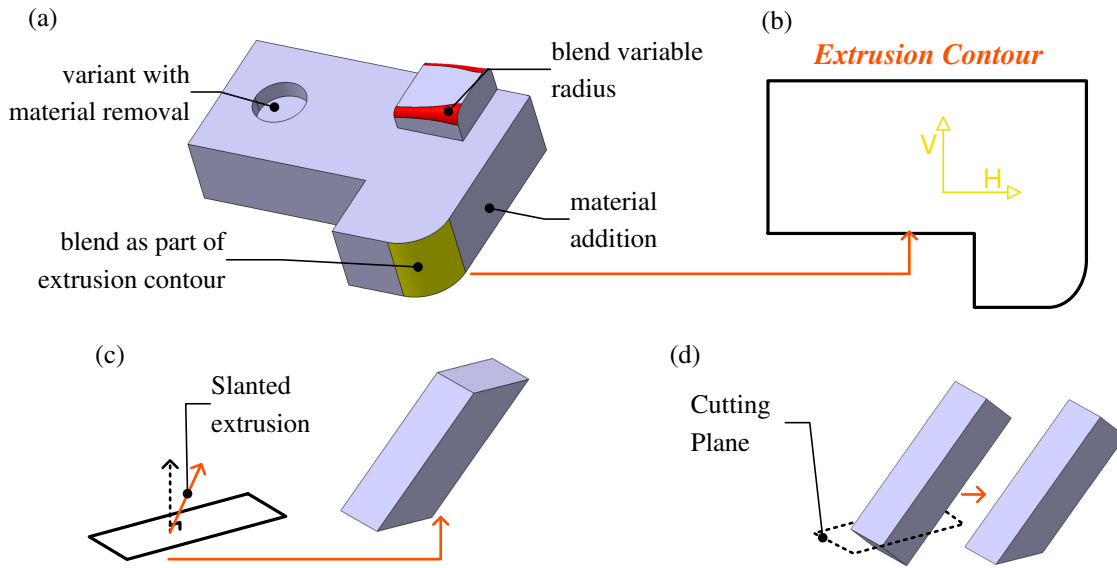 (a)
variant with
material removal
blend variable
radius
material
addition
blend as part of
extrusion contour
(b)
Extrusion Contour
V
H
(c)
Slanted
extrusion
(d)
Cutting
Plane